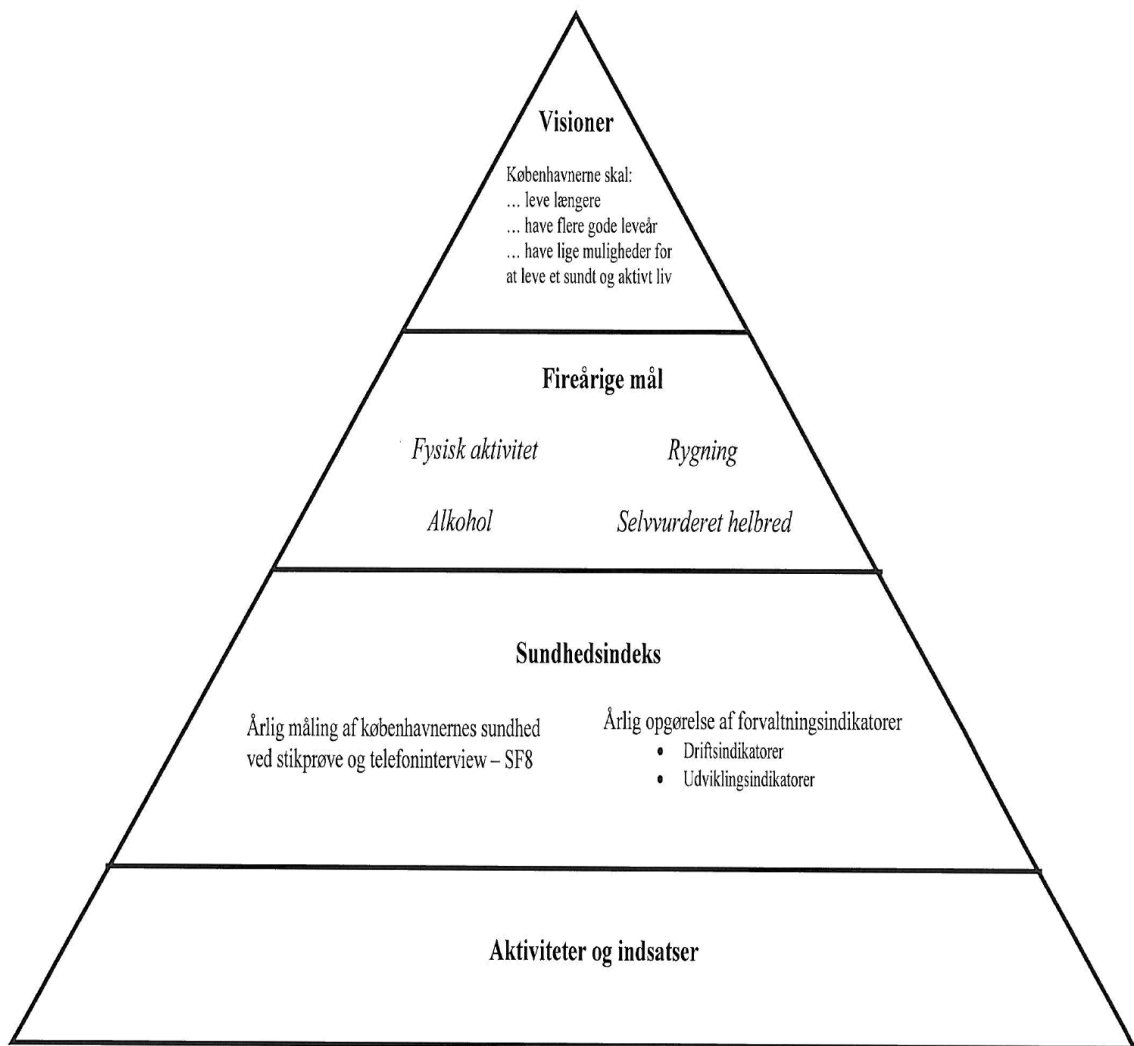 Visioner
Københavnerne skal:
… leve længere
… have flere gode leveår
… have lige muligheder for
at leve et sundt og aktivt liv
Fireårige mål
Fysisk aktivitet
Rygning
Alkohol
Selvvurderet helbred
Sundhedsindeks
Årlig måling af københavnernes sundhed
ved stikprøve og telefoninterview – SF8
Årlig opgørelse af forvaltningsindikatorer
• Driftsindikatorer
• Udviklingsindikatorer
Aktiviteter og indsatser